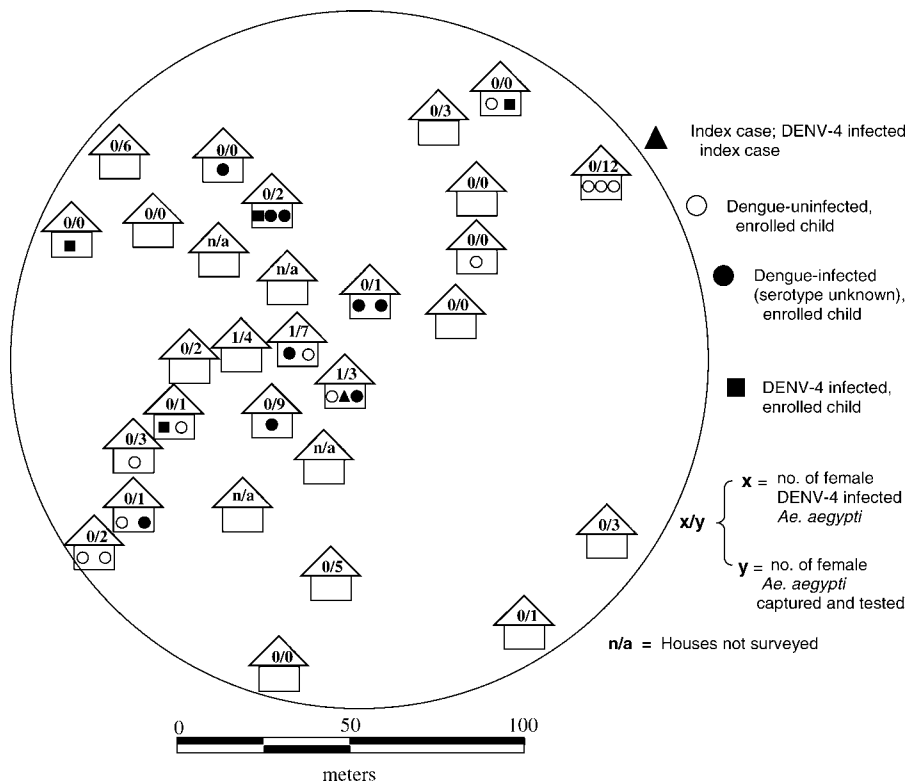 0/0
0/3
0/6
0/0
0/12
0/2
0/0
0/0
0/0
n/a
0/0
n/a
0/1
0/0
1/7
1/4
0/2
1/3
0/1
0/9
0/3
n/a
0/1
n/a
0/2
0/3
0/5
0/1
0/0
Index case; DENV-4 infected
index case
Dengue-uninfected,
enrolled child
Dengue-infected
(serotype unknown),
enrolled child
DENV-4 infected,
enrolled child
x/y
x = no. of female
DENV-4 infected
Ae. aegypti
y = no. of female
Ae. aegypti
captured and tested
n/a = Houses not surveyed
0 50 100
meters